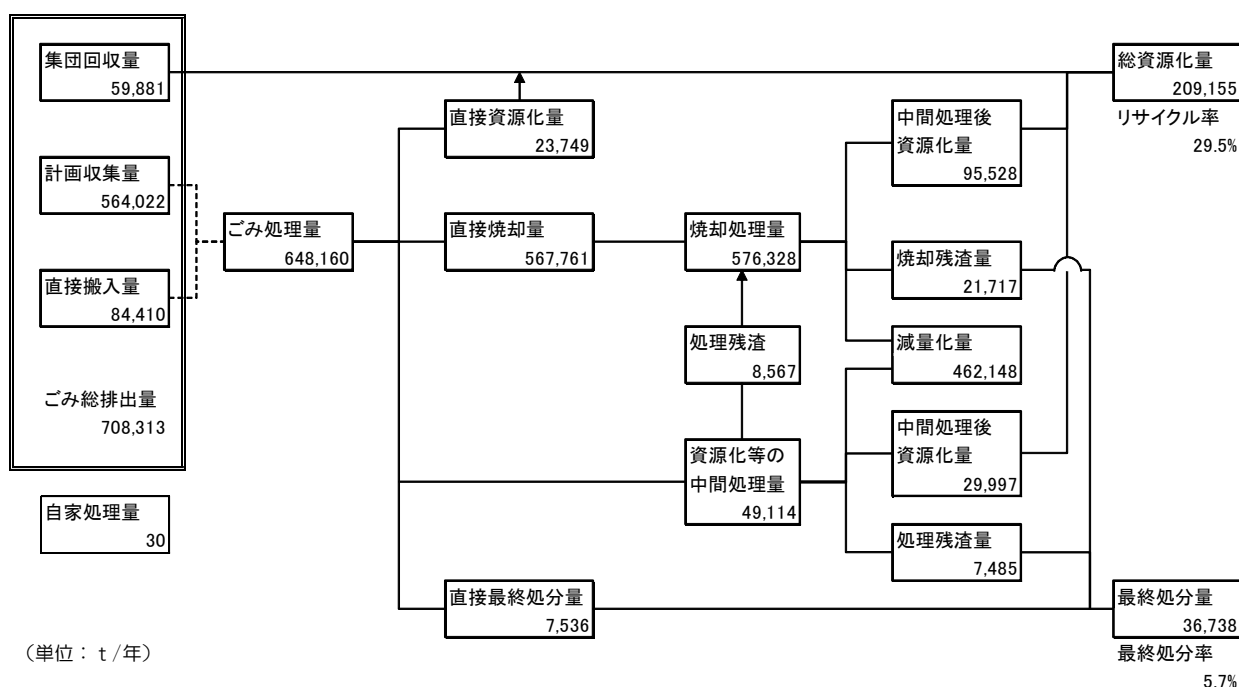 集団回収量
59,881
計画収集量
564,022
直接搬入量
84,410
ごみ総排出量
708,313
自家処理量
30
(単位:t/年)
ごみ処理量
648,160
直接資源化量
23,749
直接焼却量
567,761
直接最終処分量
7,536
焼却処理量
576,328
処理残渣
8,567
資源化等の
中間処理量
49,114
中間処理後
資源化量
95,528
焼却残渣量
21,717
減量化量
462,148
中間処理後
資源化量
29,997
処理残渣量
7,485
総資源化量
209,155
リサイクル率
29.5%
最終処分量
36,738
最終処分率
5.7%